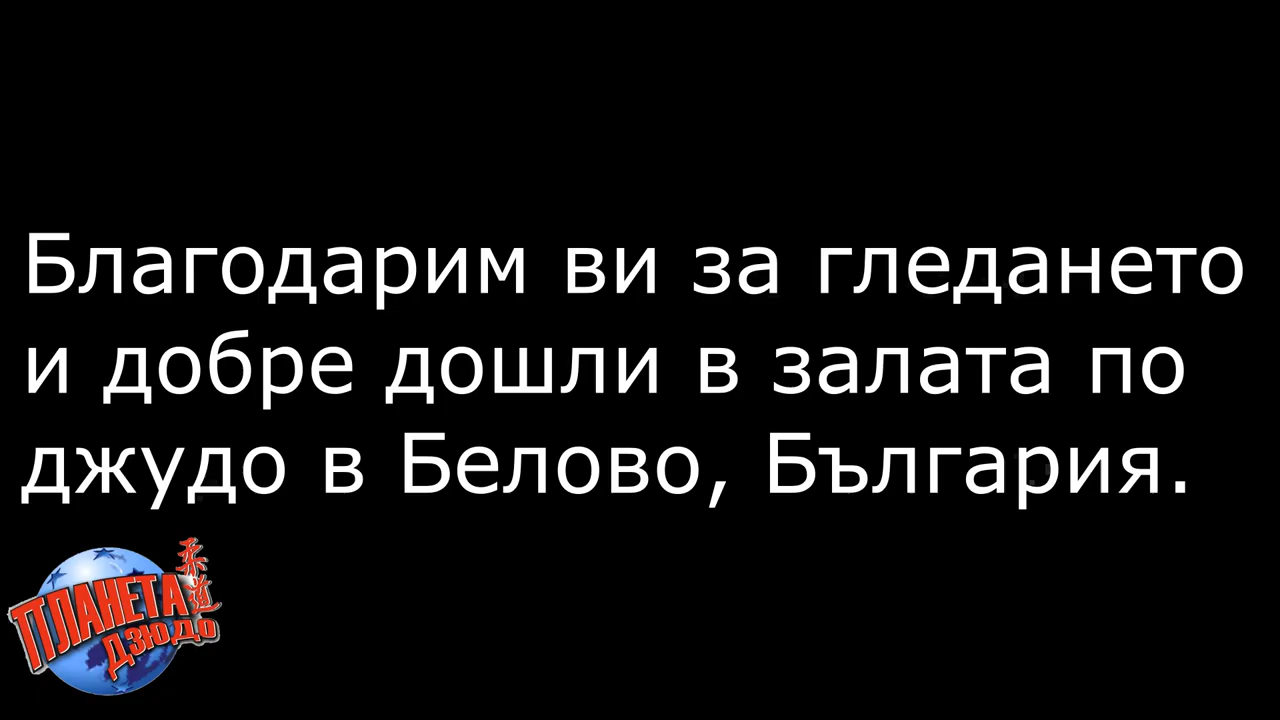 Благодарим ви за гледането
и добре дошли в залата по
джудо в Белово, България.
ПЛАНЕТА
ДЗЮДО
柔道